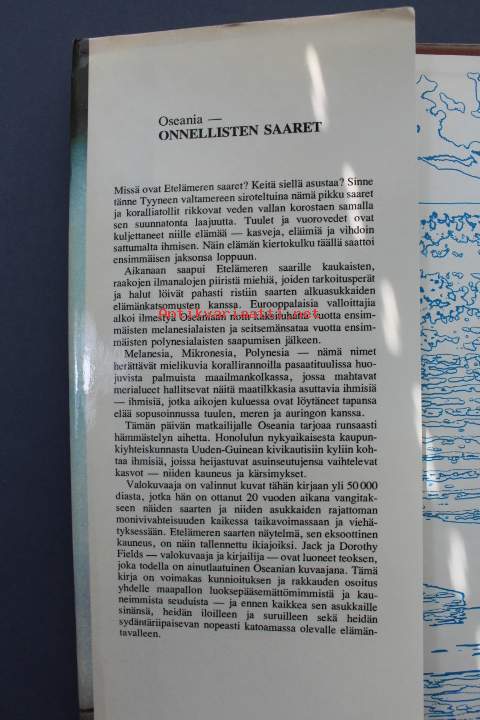 Oseania —
ONNELLISTEN SAARET
Missä ovat Etelämeren saaret? Keitä siellä asustaa? Sinne
tänne Tyyneen valtamereen siroteltuina nämä pikku saaret
ja koralliatollit rikkovat veden vallan korostaen samalla
sen suunnatonta laajuutta. Tuulet ja vuorovedet ovat
kuljettaneet niille elämää — kasveja, eläimiä ja vihdoin
sattumalta ihmisen. Näin elämän kiertokulku täällä saattoi
ensimmäisen jaksonsa loppuun.
Aikanaan saapui Etelämeren saarille kaukaisten,
raakojen ilmanalojen piiristä miehiä, joiden tarkoitusperät
ja halut löivät pahasti ristiin saarten alkuasukkaiden
elämänkatsomusten kanssa. Eurooppalaisia valloittajia
alkoi ilmestyä Oseaniaan noin kaksituhatta vuotta ensim-
mäisten melanesialaisten ja seitsemänsataa vuotta ensim-
mäisten polynesialaisten saapumisen jälkeen.
Antikvariaatti.net
Melanesia, Mikronesia, Polynesia — nämä nimet
herättävät mielikuvia korallirannoilla pasaatituulissa huo-
juvista palmuista maailmankolkassa, jossa mahtavat
merialueet hallitsevat näitä maatilkkasia asuttavia ihmisiä
— ihmisiä, jotka aikojen kuluessa ovat löytäneet tapansa
elää sopusoinnussa tuulen, meren ja auringon kanssa.
Tämän päivän matkailijalle Oseania tarjoaa runsaasti
hämmästelyn aihetta. Honolulun nykyaikaisesta kaupun-
kiyhteiskunnasta Uuden-Guinean kivikautisiin kyliin koh-
taa ihmisiä, joissa heijastuvat asuinseutujensa vaihtelevat
kasvot — niiden kauneus ja kärsimykset.
Valokuvaaja on valinnut kuvat tähän kirjaan yli 50 000
diasta, jotka hän on ottanut 20 vuoden aikana vangitak-
seen näiden saarten ja niiden asukkaiden rajattoman
monivivahteisuuden kaikessa taikavoimassaan ja viehä-
tyksessään. Etelämeren saarten näytelmä, sen eksoottinen
kauneus, on näin tallennettu ikiajoiksi. Jack ja Dorothy
Fields — valokuvaaja ja kirjailija — ovat luoneet teoksen,
joka todella on ainutlaatuinen Oseanian kuvaajana. Tämä
kirja on voimakas kunnioituksen ja rakkauden osoitus
yhdelle maapallon luoksepääsemättömimmistä ja kau-
neimmista seuduista — ja ennen kaikkea sen asukkaille
sinänsä, heidän iloilleen ja suruilleen sekä heidän
sydäntäriipaisevan nopeasti katoamassa olevalle elämän-
tavalleen.